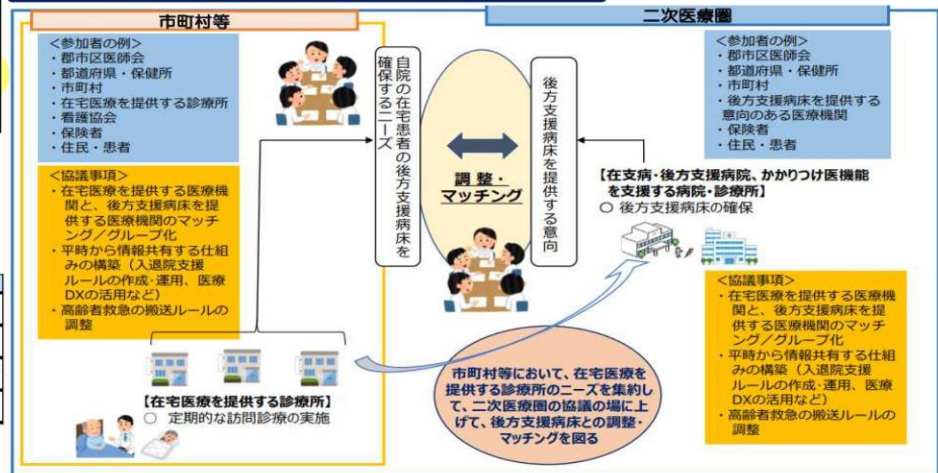 市町村等
二次医療圏
<参加者の例>
・郡市区医師会
・都道府県・保健所
・市町村
・在宅医療を提供する診療所
・看護協会
・保険者
・住民・患者
<協議事項>
・在宅医療を提供する医療機
関と、後方支援病床を提
供する医療機関のマッチ
ング/グループ化
・平時から情報共有する仕組
みの構築（入退院支援
ルールの作成・運用、医療
DXの活用など）
・高齢者救急の搬送ルールの
調整
【在宅医療を提供する診療所】
○ 定期的な訪問診療の実施
自院の在宅患者の後方支援病床を
確保するニーズ
調整・
マッチング
後方支援病床を提供する意向
市町村等において、在宅医療を
提供する診療所のニーズを集約し
て、二次医療圏の協議の場に上
げて、後方支援病床との調整・
マッチングを図る
<参加者の例>
・郡市区医師会
・都道府県・保健所
・市町村
・後方支援病床を提供する
意向のある医療機関
・保険者
・住民・患者
【在支病・後方支援病院、かかりつけ医機能
を支援する病院・診療所】
○ 後方支援病床の確保
<協議事項>
・在宅医療を提供する医療機
関と、後方支援病床を提
供する医療機関のマッチ
ング/グループ化
・平時から情報共有する仕組
みの構築（入退院支援
ルールの作成・運用、医療
DXの活用など）
・高齢者救急の搬送ルールの
調整